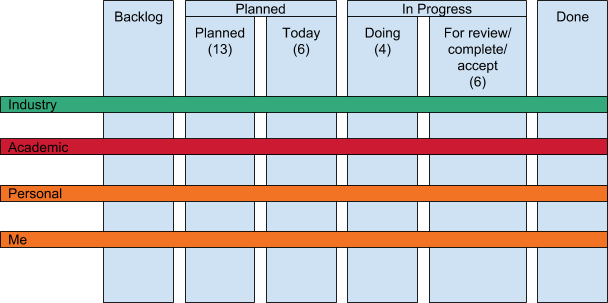 Backlog
Planned
Planned
(13)
Today
(6)
In Progress
Doing
(4)
For review/
complete/
accept
(6)
Done
Industry
Academic
Personal
Me